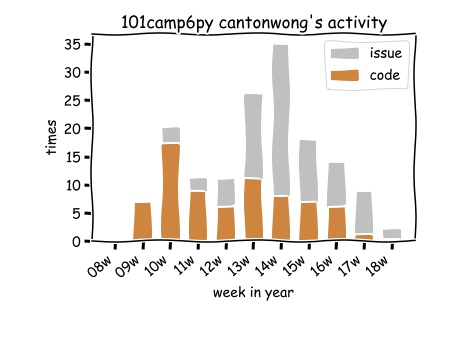 101camp6py cantonwong's activity
issue
code
times
35
30
25
20
15
10
5
0
08w 09w 10w 11w 12w 13w 14w 15w 16w 17w 18w
week in year